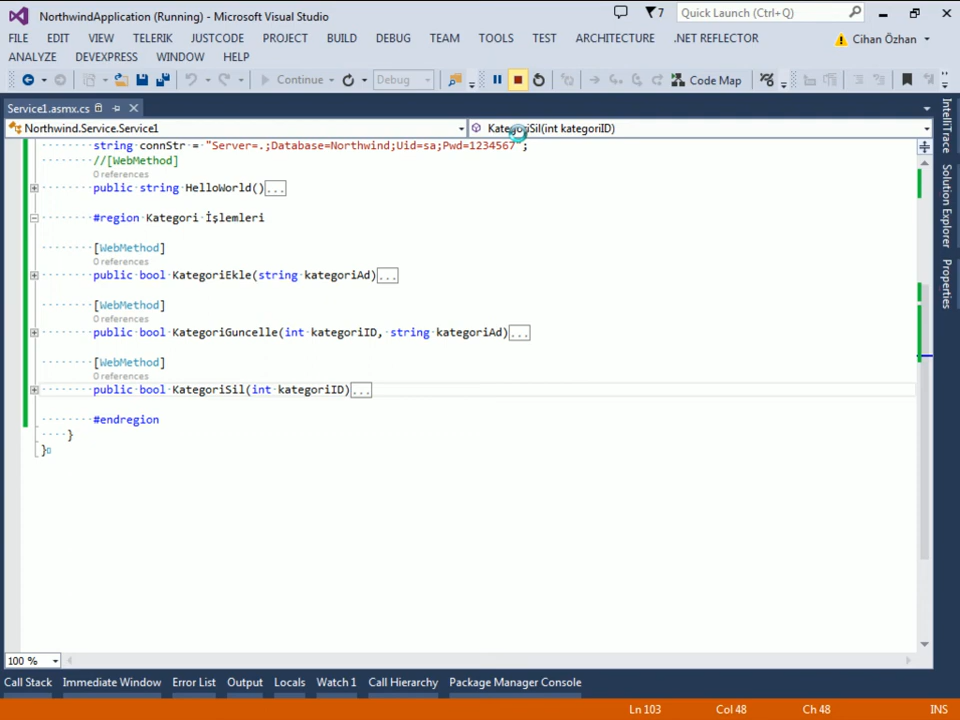 NorthwindApplication (Running) - Microsoft Visual Studio
7
Quick Launch (Ctrl+Q)
FILE EDIT VIEW TELERIK JUSTCODE PROJECT BUILD DEBUG TEAM TOOLS TEST ARCHITECTURE .NET REFLECTOR
Cihan Özhan
ANALYZE DEVEXPRESS WINDOW HELP
Continue Debug Code Map
Service1.asmx.cs
Northwind.Service.Service1
KategoriSil(int kategoriID)
string connStr = "Server=.;Database=Northwind;Uid=sa;Pwd=1234567";
//[WebMethod]
0 references
public string HelloWorld()...
#region Kategori İşlemleri
[WebMethod]
0 references
public bool KategoriEkle(string kategoriAd)...
[WebMethod]
0 references
public bool KategoriGuncelle(int kategoriID, string kategoriAd)...
[WebMethod]
0 references
public bool KategoriSil(int kategoriID)...
#endregion
}
}
IntelliTrace
Solution Explorer
Properties
100 %
Call Stack Immediate Window Error List Output Locals Watch 1 Call Hierarchy Package Manager Console
Ln 103 Col 48 Ch 48 INS